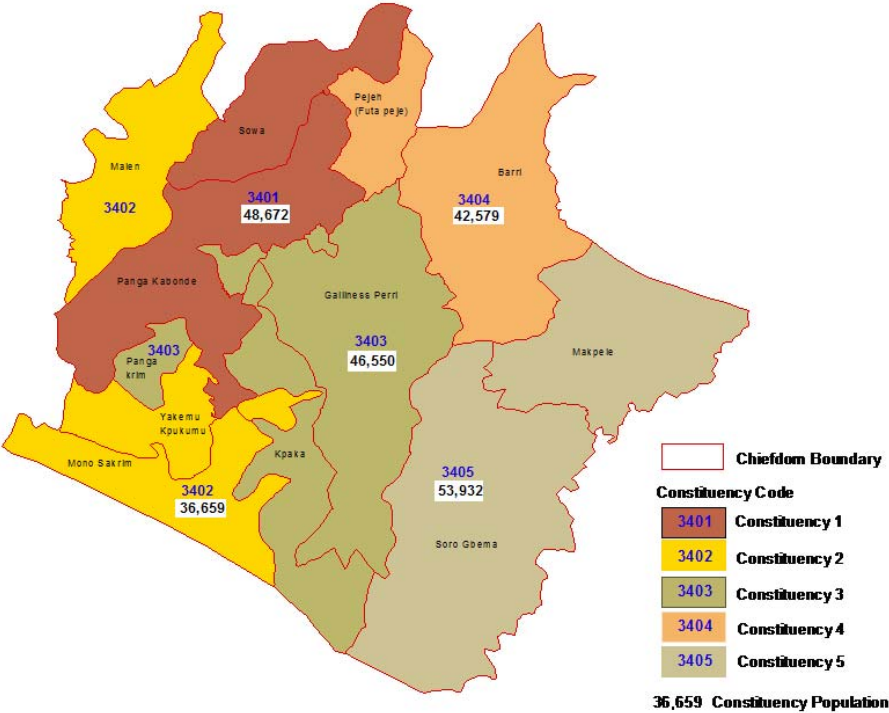 Pejeh
(Futa peje)
Sowa
Malen
Barri
3401
48,672
3402
3404
42,579
Panga Kabonde
Galliness Perri
3403
46,550
3403
Panga
krim
Makpele
Yakemu
Kpukumu
Kpaka
Mono Sakrim
3402
36,659
3405
53,932
Soro Gbema
Chiefdom Boundary
Constituency Code
3401 Constituency 1
3402 Constituency 2
3403 Constituency 3
3404 Constituency 4
3405 Constituency 5
36,659 Constituency Population